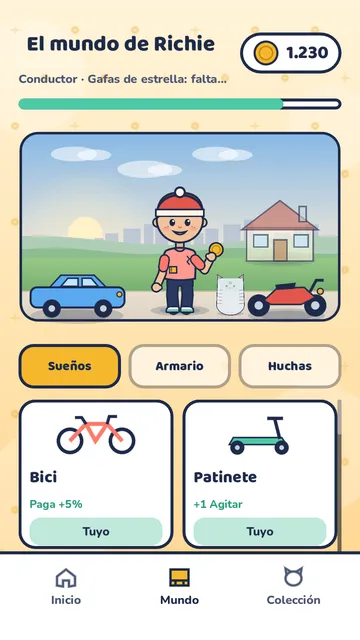 El mundo de Richie
1.230
Conductor · Gafas de estrella: falta...
Sueños
Armario
Huchas
Bici
Paga +5%
Tuyo
Patinete
+1 Agitar
Tuyo
Inicio
Mundo
Colección